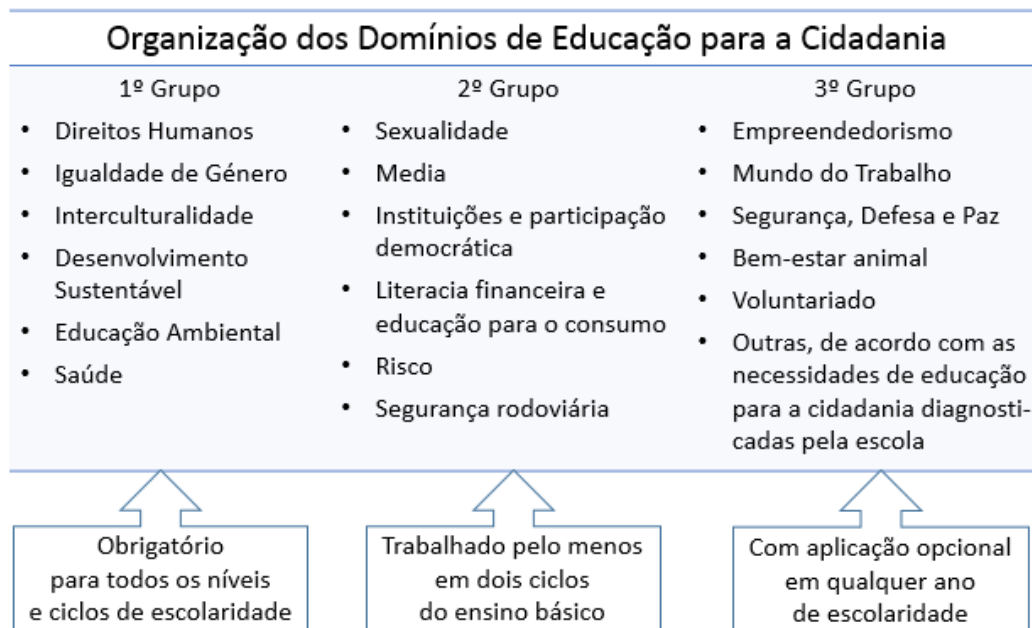 Organização dos Domínios de Educação para a Cidadania
1º Grupo
• Direitos Humanos
• Igualdade de Género
• Interculturalidade
• Desenvolvimento
Sustentável
• Educação Ambiental
• Saúde
2º Grupo
• Sexualidade
• Media
• Instituições e participação
democrática
• Literacia financeira e
educação para o consumo
• Risco
• Segurança rodoviária
3º Grupo
• Empreendedorismo
• Mundo do Trabalho
• Segurança, Defesa e Paz
• Bem-estar animal
• Voluntariado
• Outras, de acordo com as
necessidades de educação
para a cidadania diagnosti-
cadas pela escola
Obrigatório
para todos os níveis
e ciclos de escolaridade
Trabalhado pelo menos
em dois ciclos
do ensino básico
Com aplicação opcional
em qualquer ano
de escolaridade